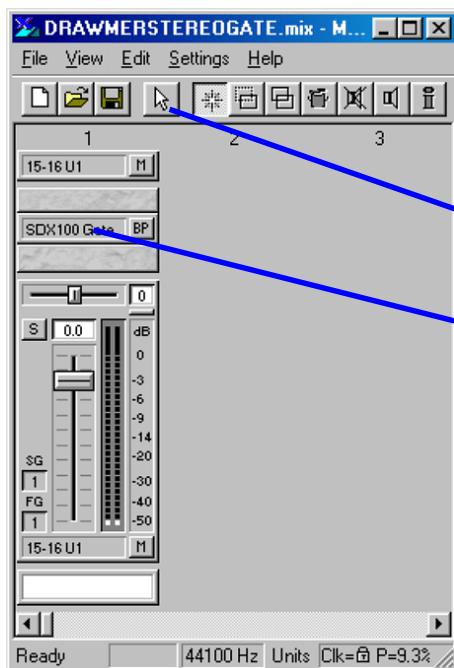 DRAWMERSTEREOGATE.mix - M...
File View Edit Settings Help
1 2 3
15-16 U1 M
SDX100 Gate BP
0
S 0.0 dB
0
-3
-6
-9
-14
SG -20
1 -30
FG -40
1 -50
15-16 U1 M
Ready 44100 Hz Units Clk= P=9.3%